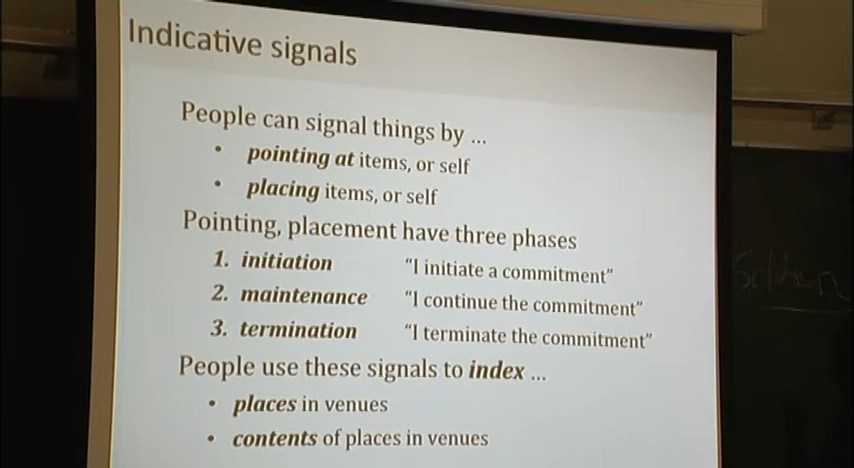 Indicative signals
People can signal things by ...
• pointing at items, or self
• placing items, or self
Pointing, placement have three phases
1. initiation "I initiate a commitment"
2. maintenance "I continue the commitment"
3. termination "I terminate the commitment"
People use these signals to index ...
• places in venues
• contents of places in venues